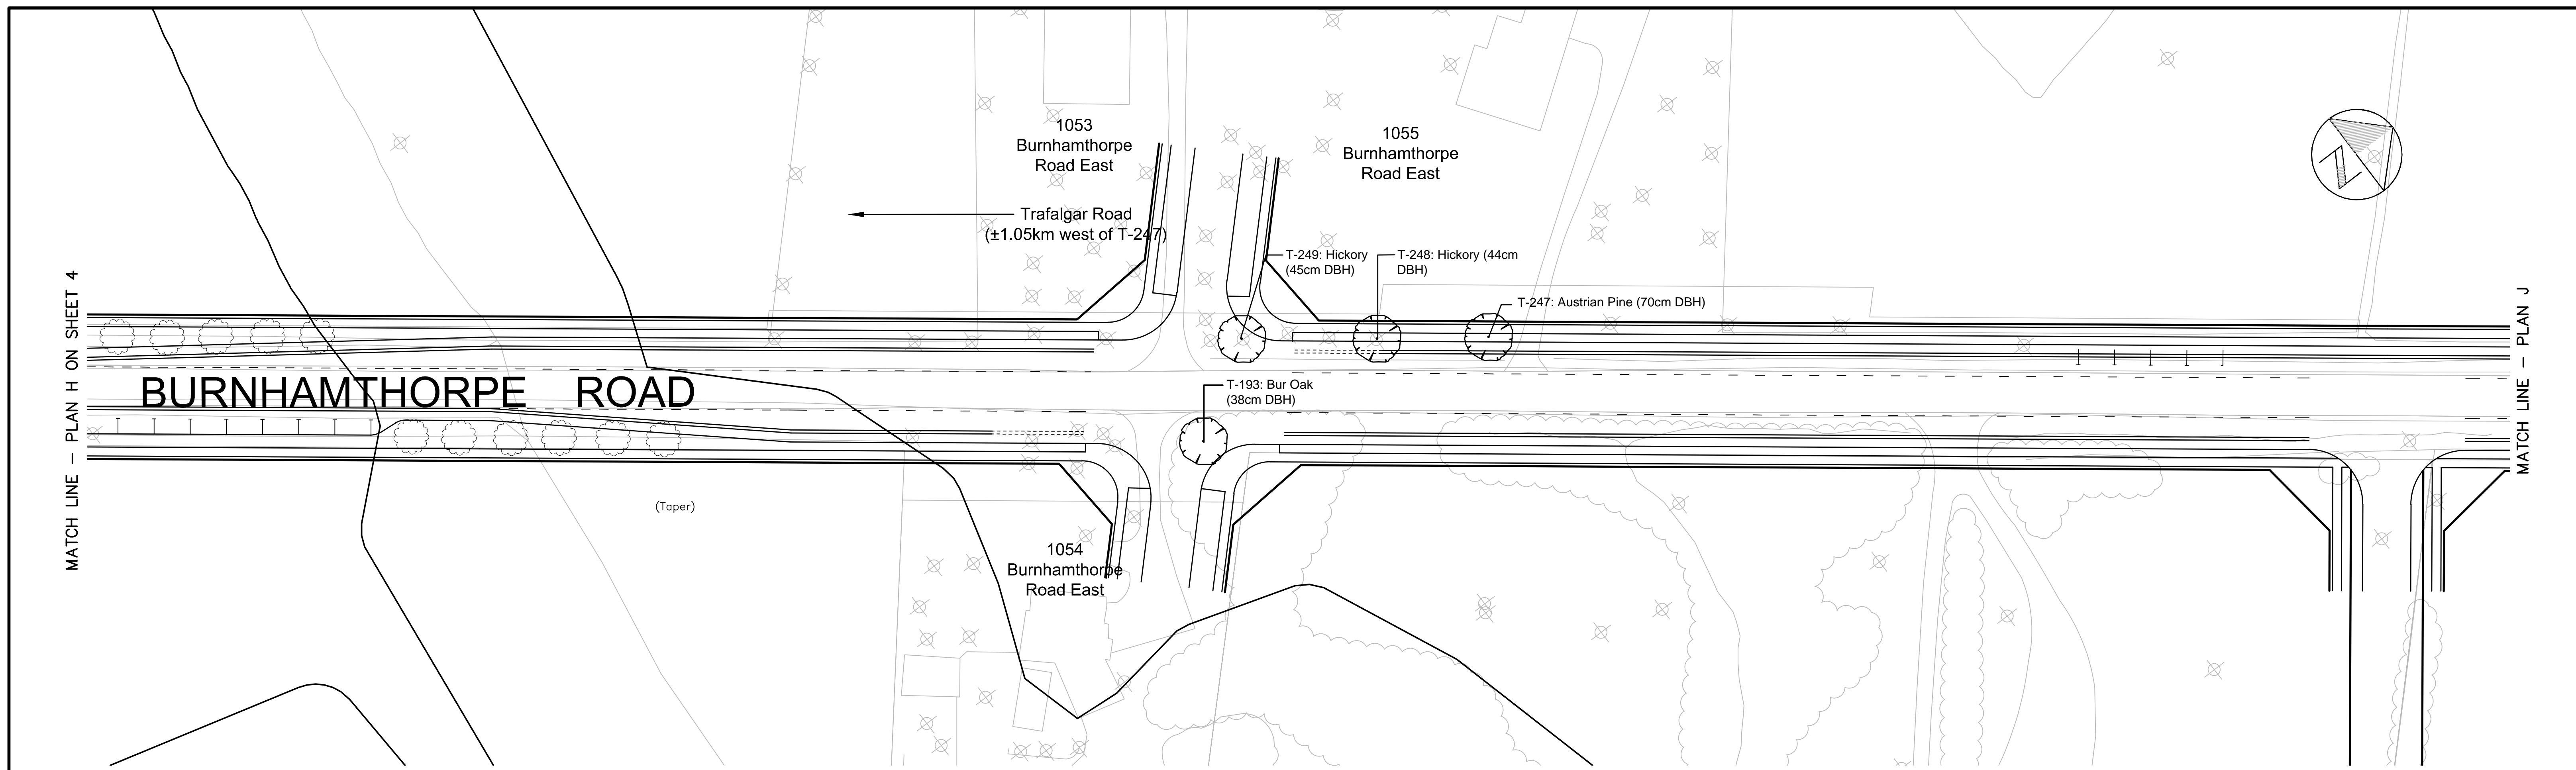 MATCH LINE – PLAN H ON SHEET 4
1053
Burnhamthorpe
Road East
Trafalgar Road
(±1.05km west of T-247)
1055
Burnhamthorpe
Road East
T-249: Hickory
(45cm DBH)
T-248: Hickory (44cm
DBH)
T-247: Austrian Pine (70cm DBH)
BURNHAMTHORPE ROAD
T-193: Bur Oak
(38cm DBH)
(Taper)
1054
Burnhamthorpe
Road East
N
MATCH LINE – PLAN J